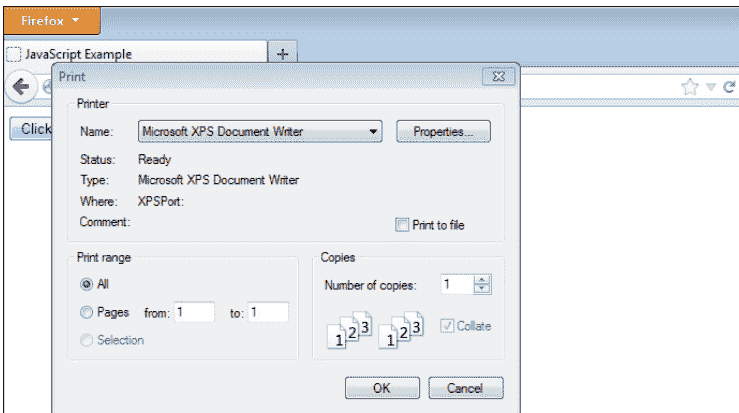 Firefox
JavaScript Example
Print
Click
Printer
Name: Microsoft XPS Document Writer Properties...
Status: Ready
Type: Microsoft XPS Document Writer
Where: XPSPort:
Comment: Print to file
Print range
All
Pages from: 1 to: 1
Selection
Copies
Number of copies: 1
1 2 3 1 2 3 Collate
OK Cancel